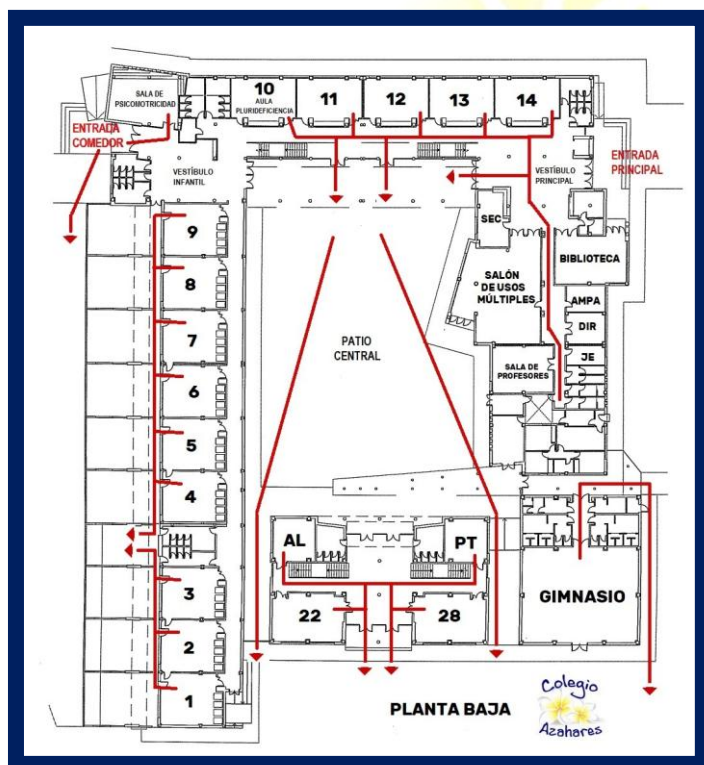 10
AULA
PLURIDEFICIENCIA
11
12
13
14
SALA DE
PSICOMOTRICIDAD
ENTRADA
COMEDOR
VESTÍBULO
INFANTIL
VESTÍBULO
PRINCIPAL
ENTRADA
PRINCIPAL
SEC
BIBLIOTECA
SALÓN
DE USOS
MÚLTIPLES
AMPA
DIR
JE
SALA DE
PROFESORES
9
8
7
6
5
4
3
2
1
PATIO
CENTRAL
AL
PT
22
28
GIMNASIO
PLANTA BAJA
Colegio
Azahares